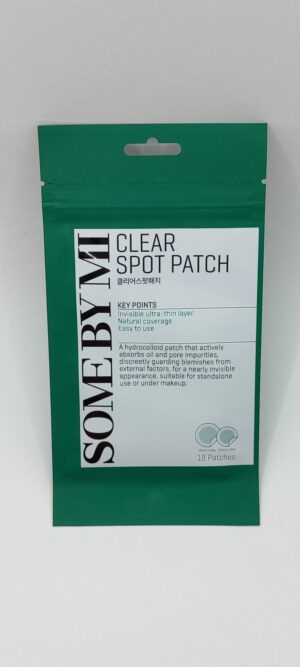 SOME BY MI
CLEAR
SPOT PATCH
클리어스팟패치
KEY POINTS
Invisible ultra-thin layer
Natural coverage
Easy to use
A hydrocolloid patch that actively
absorbs oil and pore impurities,
discreetly guarding blemishes from
external factors, for a nearly invisible
appearance, suitable for standalone
use or under makeup.
18 Patches